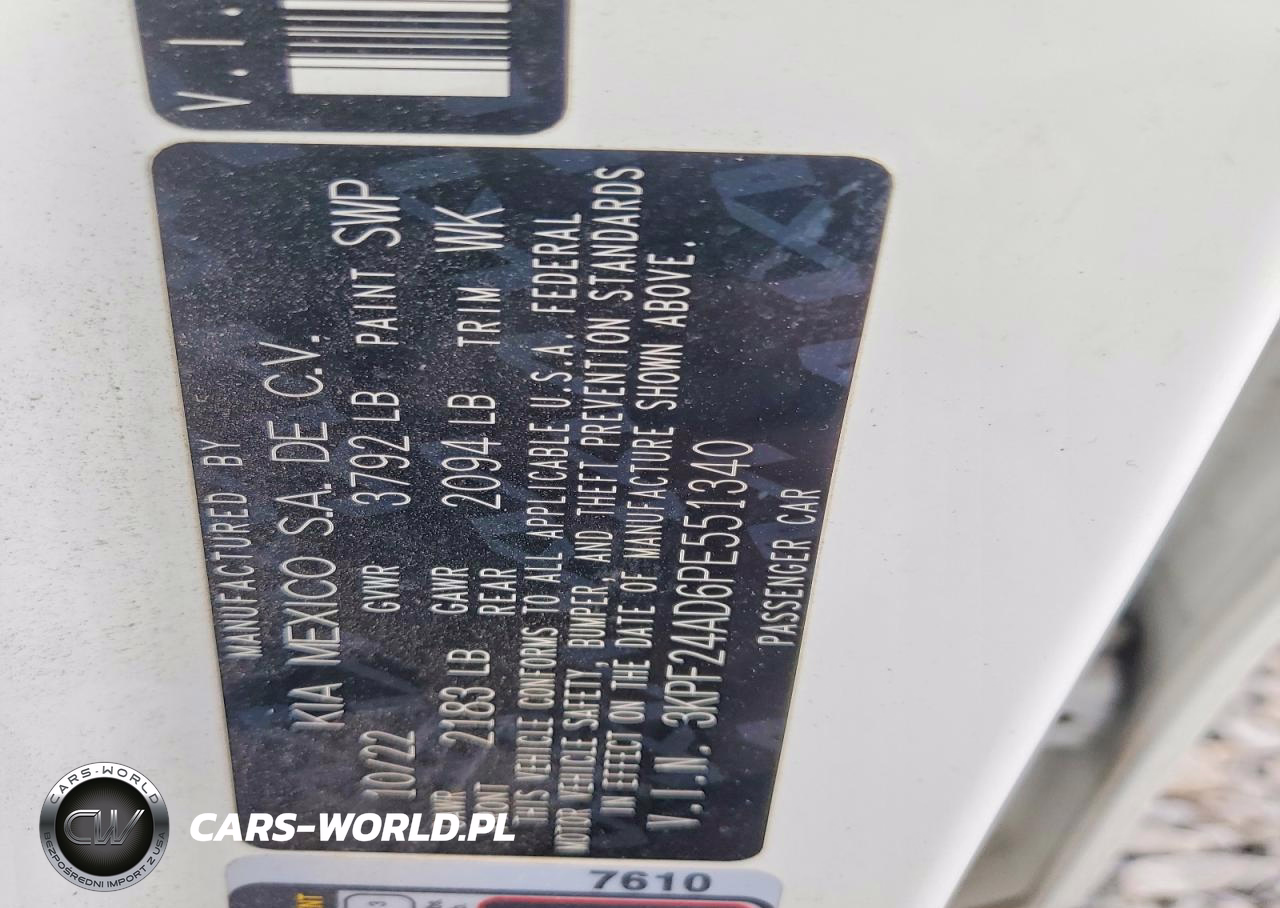 V.I.
MANUFACTURED BY
KIA MEXICO S.A. DE C.V.
10/22 GVWR 3792 LB PAINT SWP
GAWR FRONT 2183 LB GAWR REAR 2094 LB TRIM WK
THIS VEHICLE CONFORMS TO ALL APPLICABLE U.S.A. FEDERAL
MOTOR VEHICLE SAFETY, BUMPER, AND THEFT PREVENTION STANDARDS
IN EFFECT ON THE DATE OF MANUFACTURE SHOWN ABOVE.
V.I.N. 3KPF24AD6PE551340
PASSENGER CAR
7610
CARS-WORLD
CW
BEZPOŚREDNI IMPORT Z USA
CARS-WORLD.PL